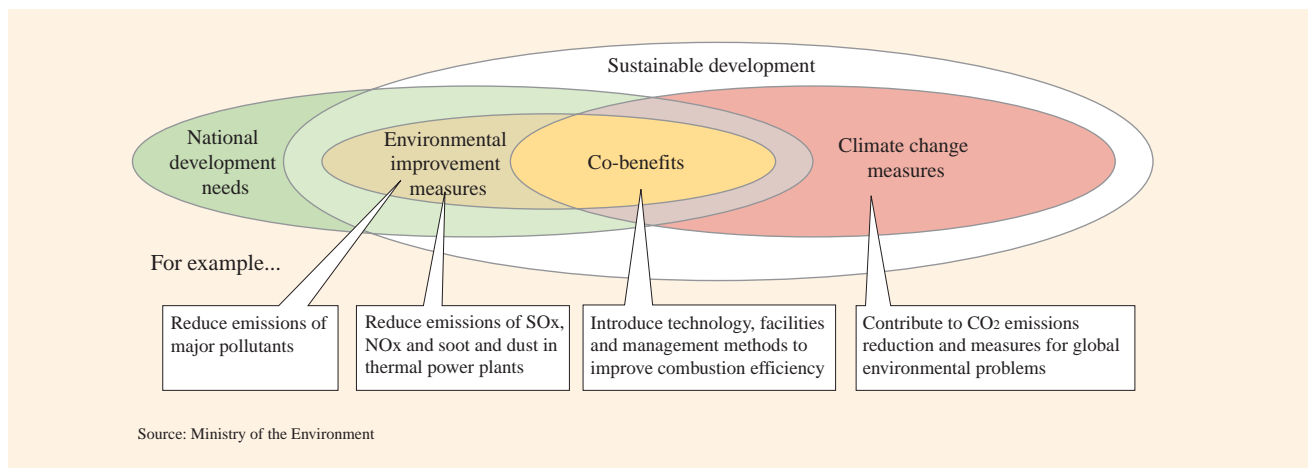 Sustainable development
National
development
needs
Environmental
improvement
measures
Co-benefits
Climate change
measures
For example...
Reduce emissions of
major pollutants
Reduce emissions of SOx,
NOx and soot and dust in
thermal power plants
Introduce technology, facilities
and management methods to
improve combustion efficiency
Contribute to CO2 emissions
reduction and measures for global
environmental problems
Source: Ministry of the Environment